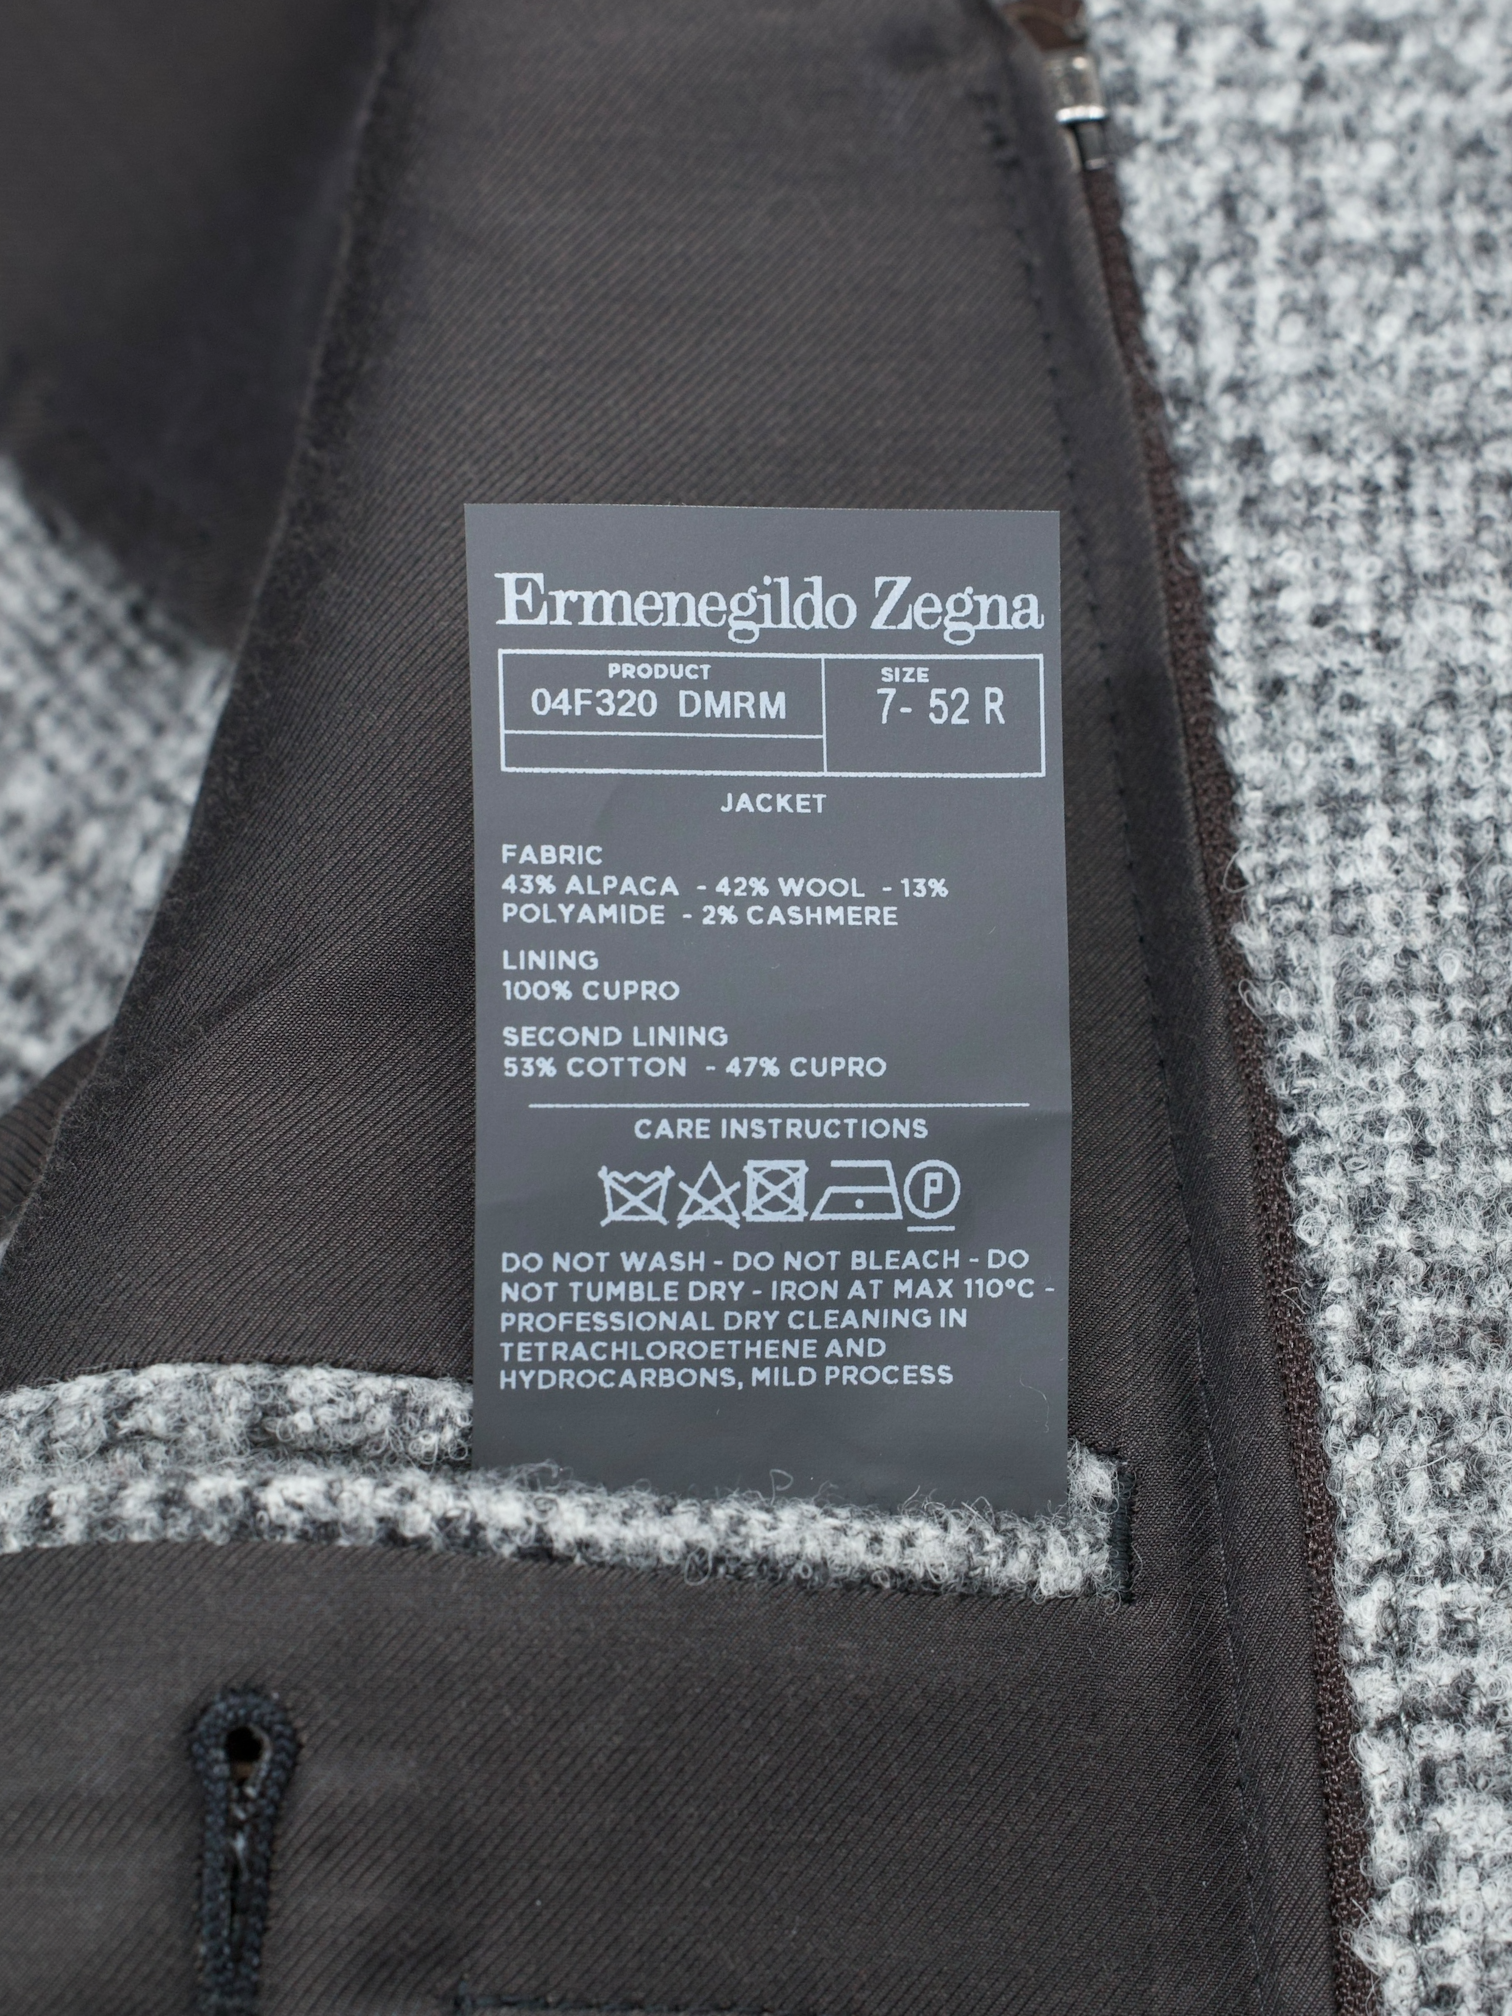 Ermenegildo Zegna
PRODUCT
04F320 DMRM
SIZE
7- 52 R
JACKET
FABRIC
43% ALPACA - 42% WOOL - 13%
POLYAMIDE - 2% CASHMERE
LINING
100% CUPRO
SECOND LINING
53% COTTON - 47% CUPRO
CARE INSTRUCTIONS
P
DO NOT WASH - DO NOT BLEACH - DO
NOT TUMBLE DRY - IRON AT MAX 110°C -
PROFESSIONAL DRY CLEANING IN
TETRACHLOROETHENE AND
HYDROCARBONS, MILD PROCESS